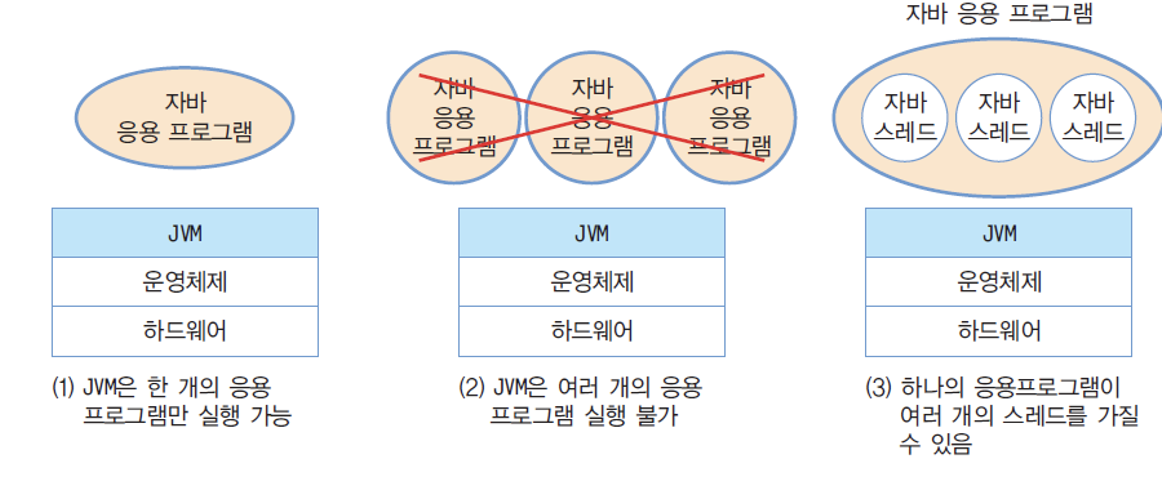 자바
응용 프로그램
JVM
운영체제
하드웨어
(1) JVM은 한 개의 응용
프로그램만 실행 가능
자바
응용
프로그램
자바
응용
프로그램
자바
응용
프로그램
JVM
운영체제
하드웨어
(2) JVM은 여러 개의 응용
프로그램 실행 불가
자바 응용 프로그램
자바
스레드
자바
스레드
자바
스레드
JVM
운영체제
하드웨어
(3) 하나의 응용프로그램이
여러 개의 스레드를 가질
수 있음